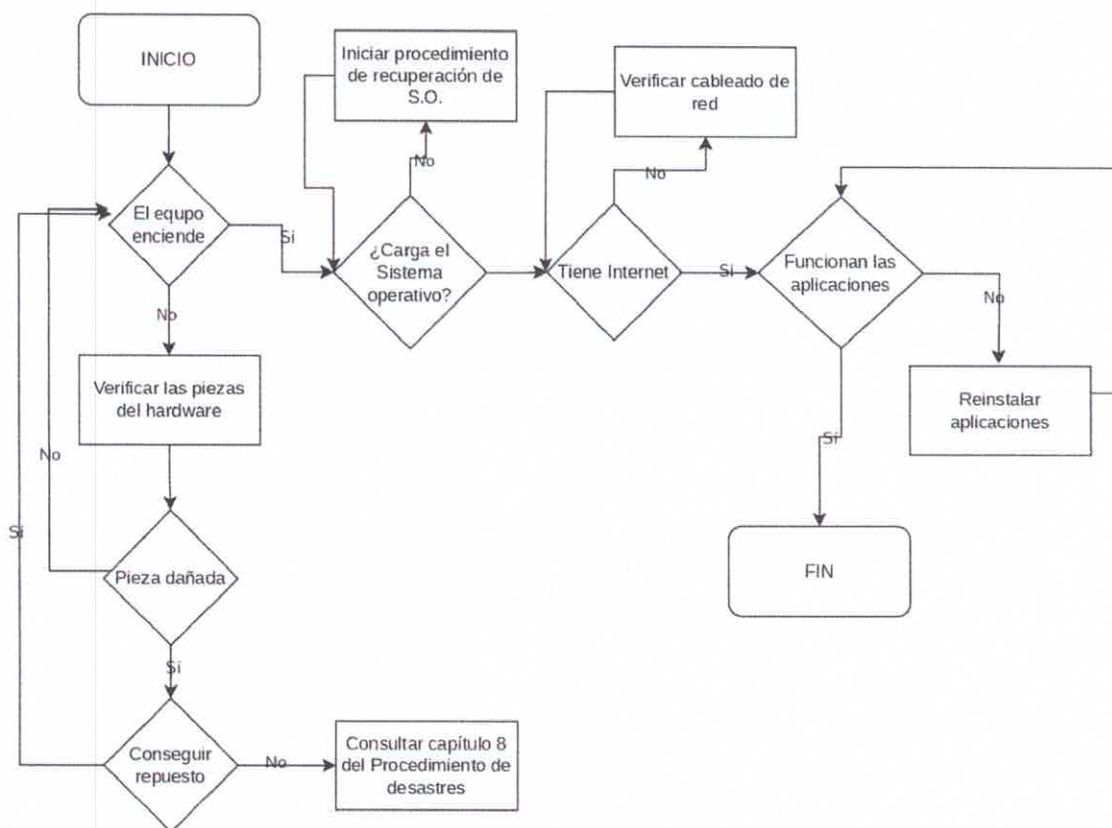 INICIO
Iniciar procedimiento
de recuperación de
S.O.
Verificar cableado de
red
No
No
El equpo
enciende
Sí
¿Carga el
Sistema
operativo?
Tiene Internet
Sí
Funcionan las
aplicaciones
No
No
Verificar las piezas
del hardware
Reinstalar
aplicaciones
No
Sí
Sí
Pieza dañada
FIN
Sí
Conseguir
repuesto
No
Consultar capítulo 8
del Procedimiento de
desastres